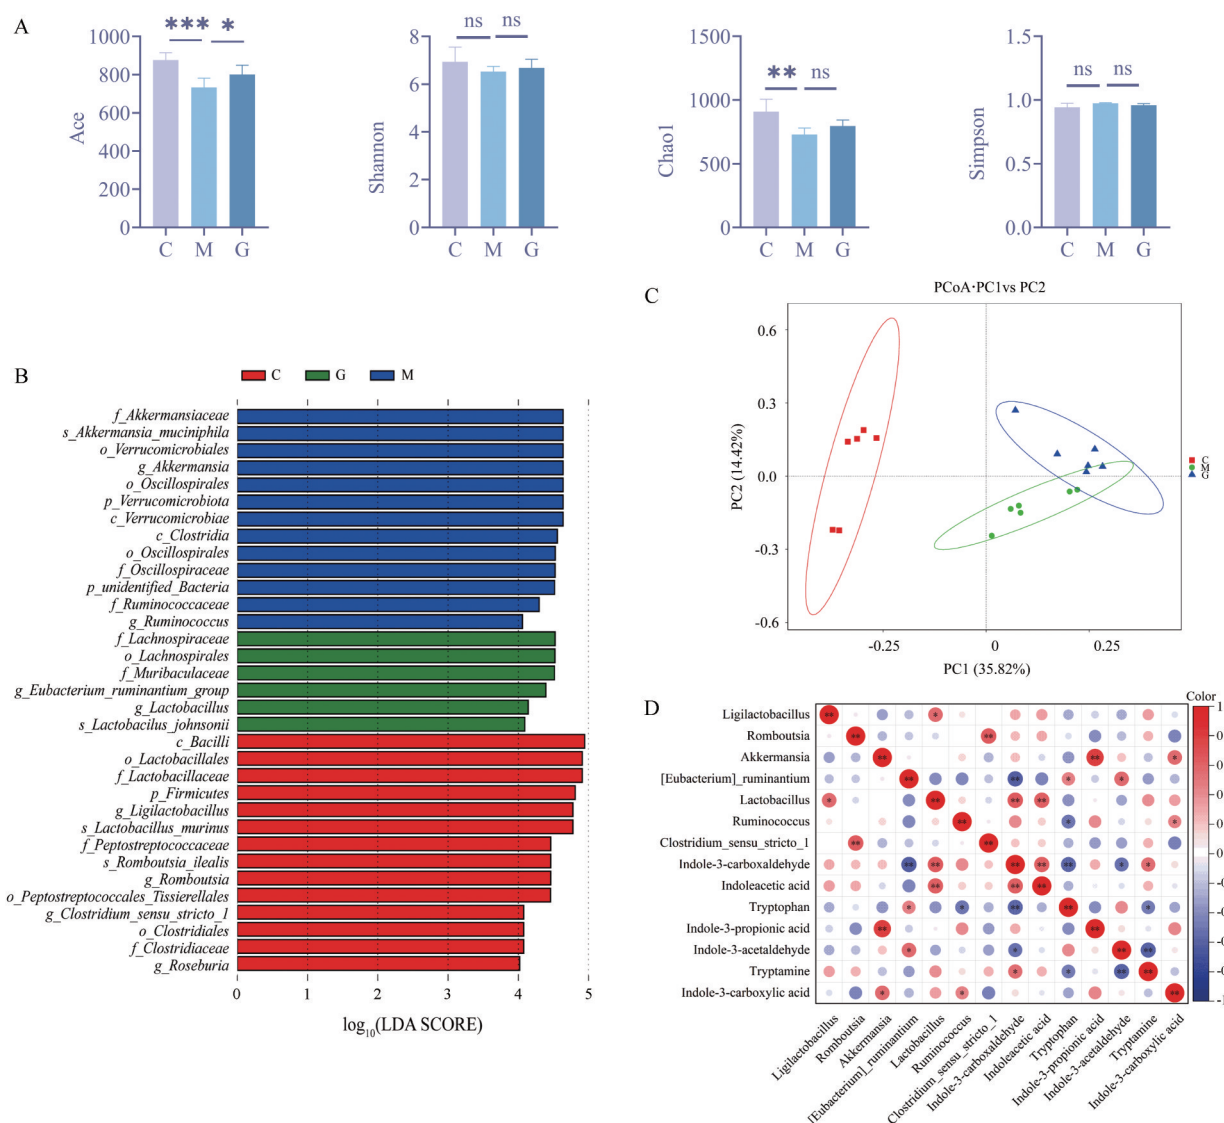 A
Ace
1000
800
600
400
200
0
***
*
C M G
Shannon
8
6
4
2
0
ns ns
C M G
Chao1
1500
1000
500
0
**
ns
C M G
Simpson
1.5
1.0
0.5
0.0
ns ns
C M G
B
C G M
f_Akkermansiaceae
s_Akkermansia_muciniphila
o_Verrucomicrobiales
g_Akkermansia
o_Oscillospirales
p_Verrucomicrobiota
c_Verrucomicrobiae
c_Clostridia
o_Oscillospirales
f_Oscillospiraceae
p_unidentified_Bacteria
f_Ruminococcaceae
g_Ruminococcus
f_Lachnospiraceae
o_Lachnospirales
f_Muribaculaceae
g_Eubacterium_ruminantium_group
g_Lactobacillus
s_Lactobacilus_johnsonii
c_Bacilli
o_Lactobacillales
f_Lactobacillaceae
p_Firmicutes
g_Ligilactobacillus
s_Lactobacillus_murinus
f_Peptostreptococcaceae
s_Romboutsia_ilealis
g_Romboutsia
o_Peptostreptococcales_Tissierellales
g_Clostridium_sensu_stricto_1
o_Clostridiales
f_Clostridiaceae
g_Roseburia
0 1 2 3 4 5
log10(LDA SCORE)
C
PCoA·PC1vs PC2
PC2 (14.42%)
0.6
0.3
0.0
-0.3
-0.6
-0.25 0 0.25
PC1 (35.82%)
C
M
G
D
Color
Ligilactobacillus
Romboutsia
Akkermansia
[Eubacterium]_ruminantium
Lactobacillus
Ruminococcus
Clostridium_sensu_stricto_1
Indole-3-carboxaldehyde
Indoleacetic acid
Tryptophan
Indole-3-propionic acid
Indole-3-acetaldehyde
Tryptamine
Indole-3-carboxylic acid
Ligilactobacillus
Romboutsia
Akkermansia
[Eubacterium]_ruminantium
Lactobacillus
Ruminococcus
Clostridium_sensu_stricto_1
Indole-3-carboxaldehyde
Indoleacetic acid
Tryptophan
Indole-3-propionic acid
Indole-3-acetaldehyde
Tryptamine
Indole-3-carboxylic acid
1
0
-1